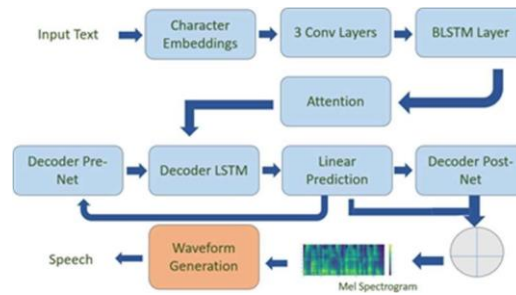 Input Text
Character
Embeddings
3 Conv Layers
BLSTM Layer
Attention
Decoder Pre-
Net
Decoder LSTM
Linear
Prediction
Decoder Post-
Net
Speech
Waveform
Generation
Mel Spectrogram